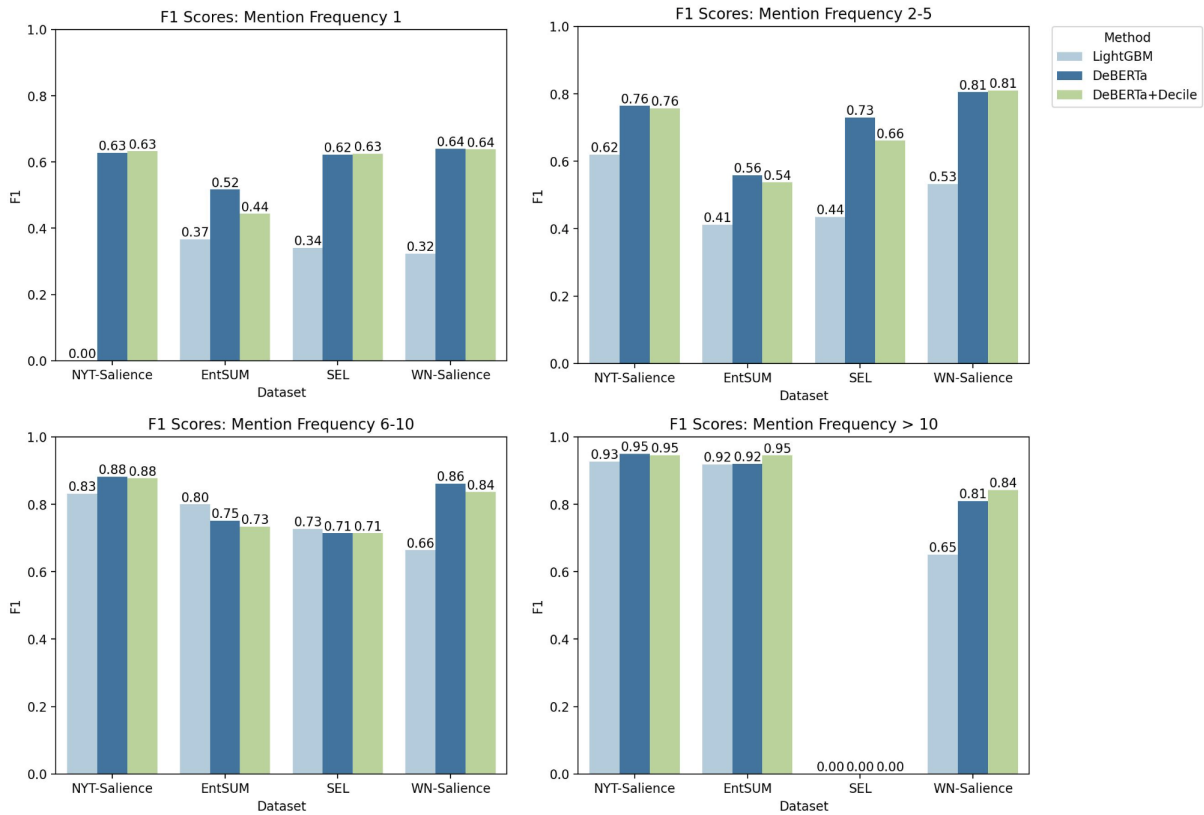 F1 Scores: Mention Frequency 1
1.0
0.8
0.6
0.4
0.2
0.0
F1
0.00 0.63 0.63
0.37 0.52 0.44
0.34 0.62 0.63
0.32 0.64 0.64
NYT-Salience EntSUM SEL WN-Salience
Dataset
F1 Scores: Mention Frequency 2-5
1.0
0.8
0.6
0.4
0.2
0.0
F1
0.62 0.76 0.76
0.41 0.56 0.54
0.44 0.73 0.66
0.53 0.81 0.81
NYT-Salience EntSUM SEL WN-Salience
Dataset
Method
LightGBM
DeBERTa
DeBERTa+Decile
F1 Scores: Mention Frequency 6-10
1.0
0.8
0.6
0.4
0.2
0.0
F1
0.83 0.88 0.88
0.80 0.75 0.73
0.73 0.71 0.71
0.66 0.86 0.84
NYT-Salience EntSUM SEL WN-Salience
Dataset
F1 Scores: Mention Frequency > 10
1.0
0.8
0.6
0.4
0.2
0.0
F1
0.93 0.95 0.95
0.92 0.92 0.95
0.00 0.00 0.00
0.65 0.81 0.84
NYT-Salience EntSUM SEL WN-Salience
Dataset